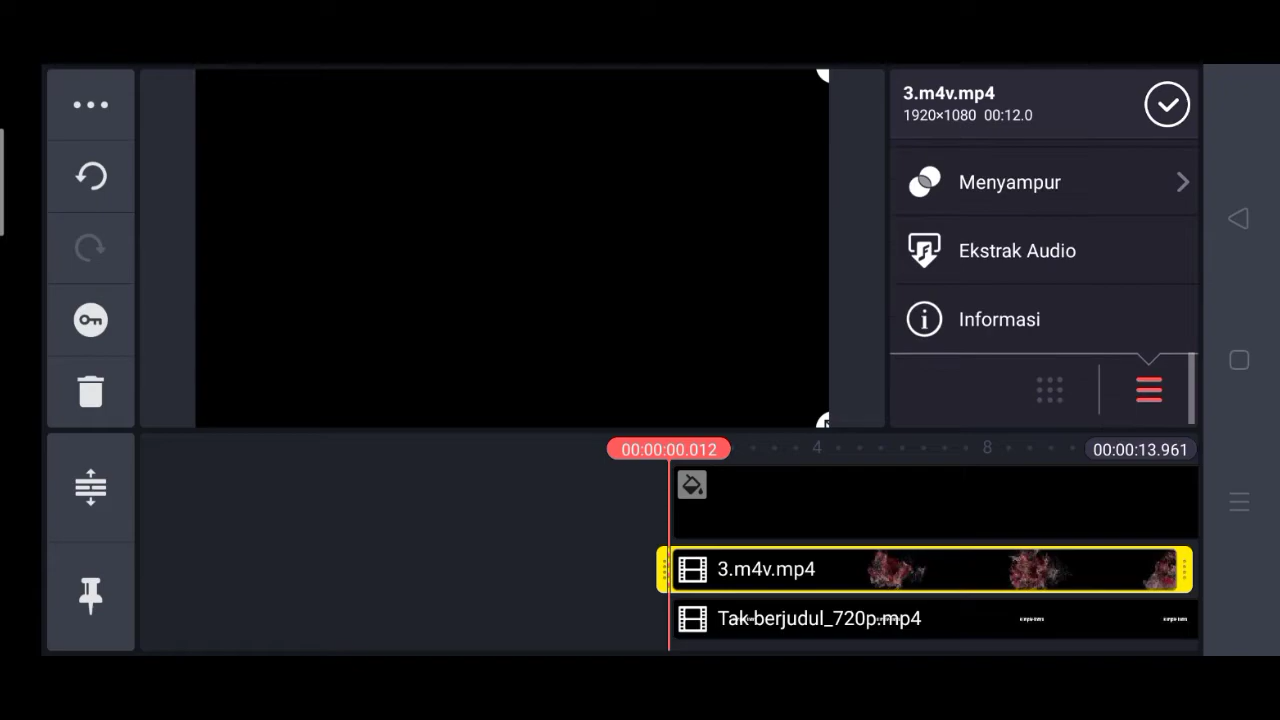 3.m4v.mp4
1920×1080 00:12.0
Menyampur
Ekstrak Audio
Informasi
00:00:00.012
4
8
00:00:13.961
3.m4v.mp4
Tak berjudul_720p.mp4